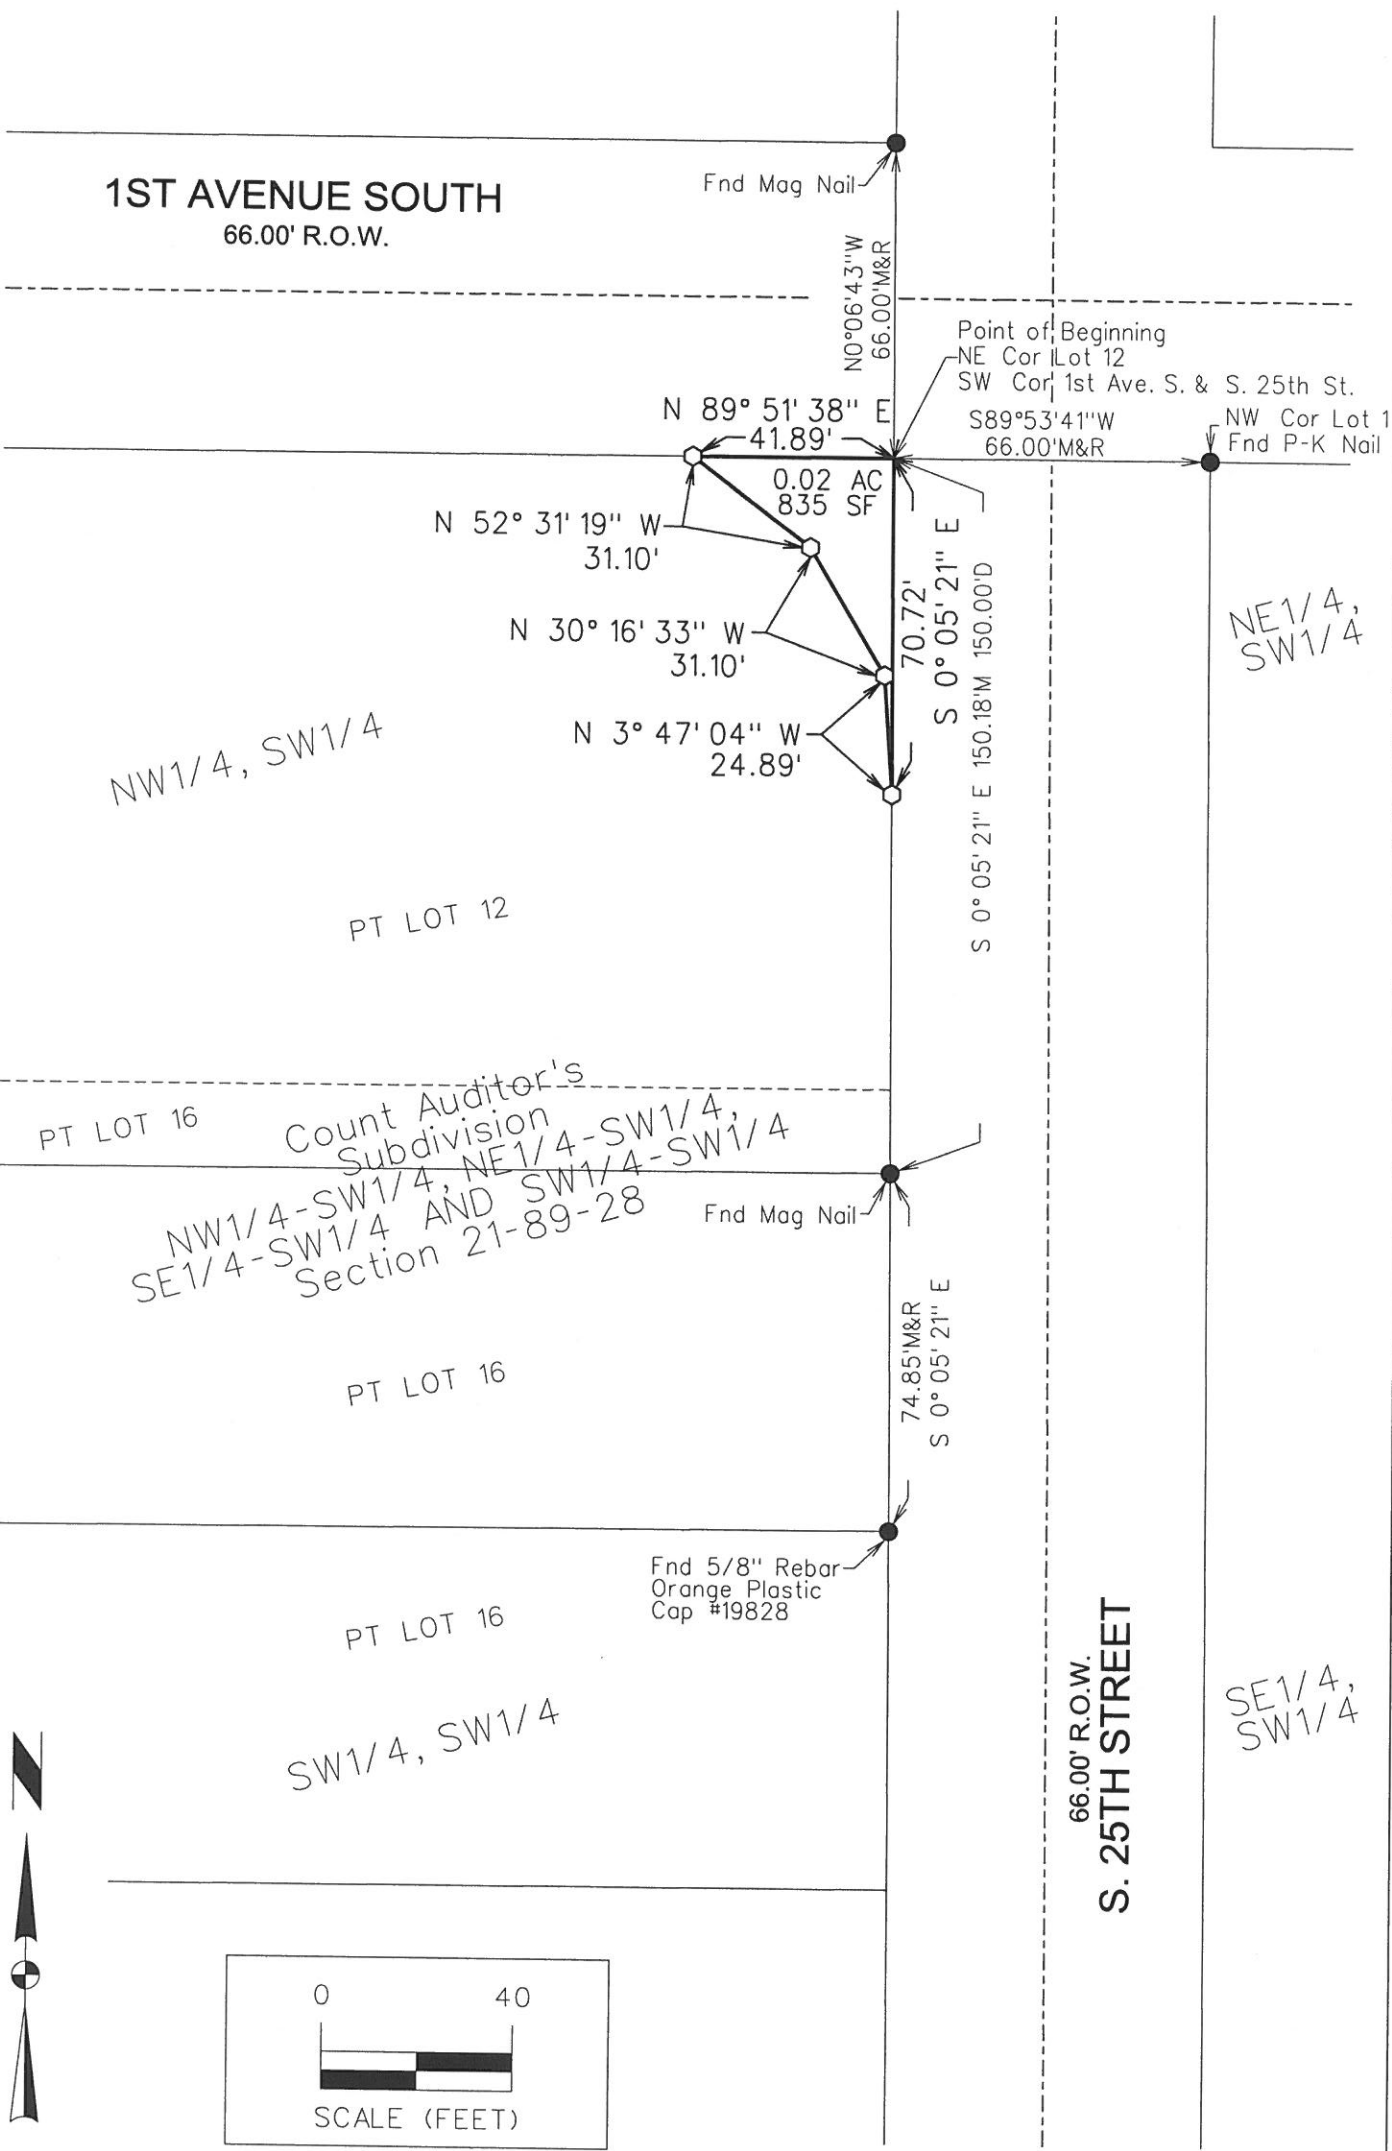 1ST AVENUE SOUTH
66.00' R.O.W.
Fnd Mag Nail
N0°06'43"W
66.00'M&R
Point of Beginning
NE Cor Lot 12
SW Cor 1st Ave. S. & S. 25th St.
N 89° 51' 38" E
41.89'
S89°53'41"W
66.00'M&R
NW Cor Lot 1
Fnd P-K Nail
0.02 AC
835 SF
N 52° 31' 19" W
31.10'
N 30° 16' 33" W
31.10'
N 3° 47' 04" W
24.89'
70.72'
S 0° 05' 21" E
S 0° 05' 21" E 150.18'M 150.00'D
NE1/4,
SW1/4
NW1/4, SW1/4
PT LOT 12
PT LOT 16
Count Auditor's
Subdivision
NW1/4-SW1/4, NE1/4-SW1/4,
SE1/4-SW1/4 AND SW1/4-SW1/4
Section 21-89-28
Fnd Mag Nail
74.85'M&R
S 0° 05' 21" E
PT LOT 16
Fnd 5/8" Rebar
Orange Plastic
Cap #19828
PT LOT 16
SW1/4, SW1/4
66.00' R.O.W.
S. 25TH STREET
SE1/4,
SW1/4
N
0 40
SCALE (FEET)